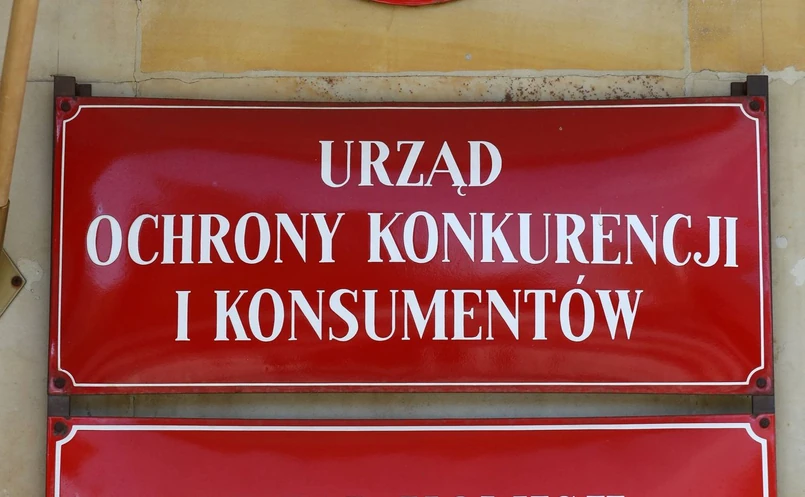 URZĄD
OCHRONY KONKURENCJI
I KONSUMENTÓW